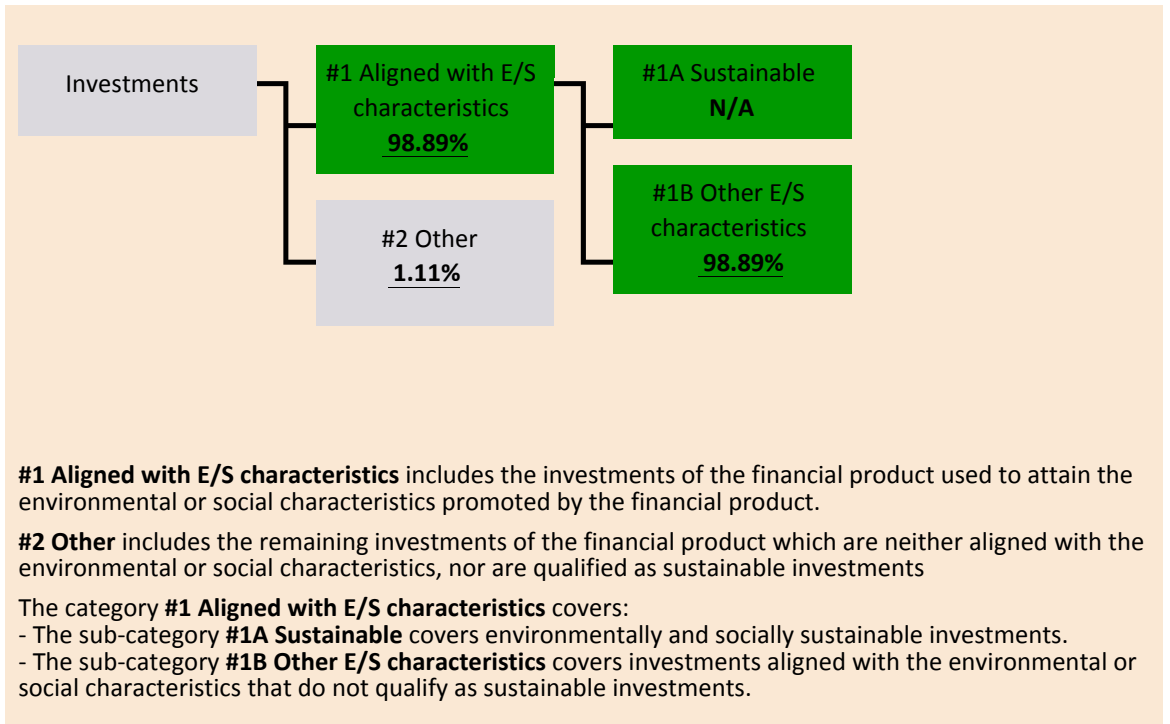 Investments
#1 Aligned with E/S
characteristics
98.89%
#2 Other
1.11%
#1A Sustainable
N/A
#1B Other E/S
characteristics
98.89%
#1 Aligned with E/S characteristics includes the investments of the financial product used to attain the
environmental or social characteristics promoted by the financial product.
#2 Other includes the remaining investments of the financial product which are neither aligned with the
environmental or social characteristics, nor are qualified as sustainable investments
The category #1 Aligned with E/S characteristics covers:
- The sub-category #1A Sustainable covers environmentally and socially sustainable investments.
- The sub-category #1B Other E/S characteristics covers investments aligned with the environmental or
social characteristics that do not qualify as sustainable investments.